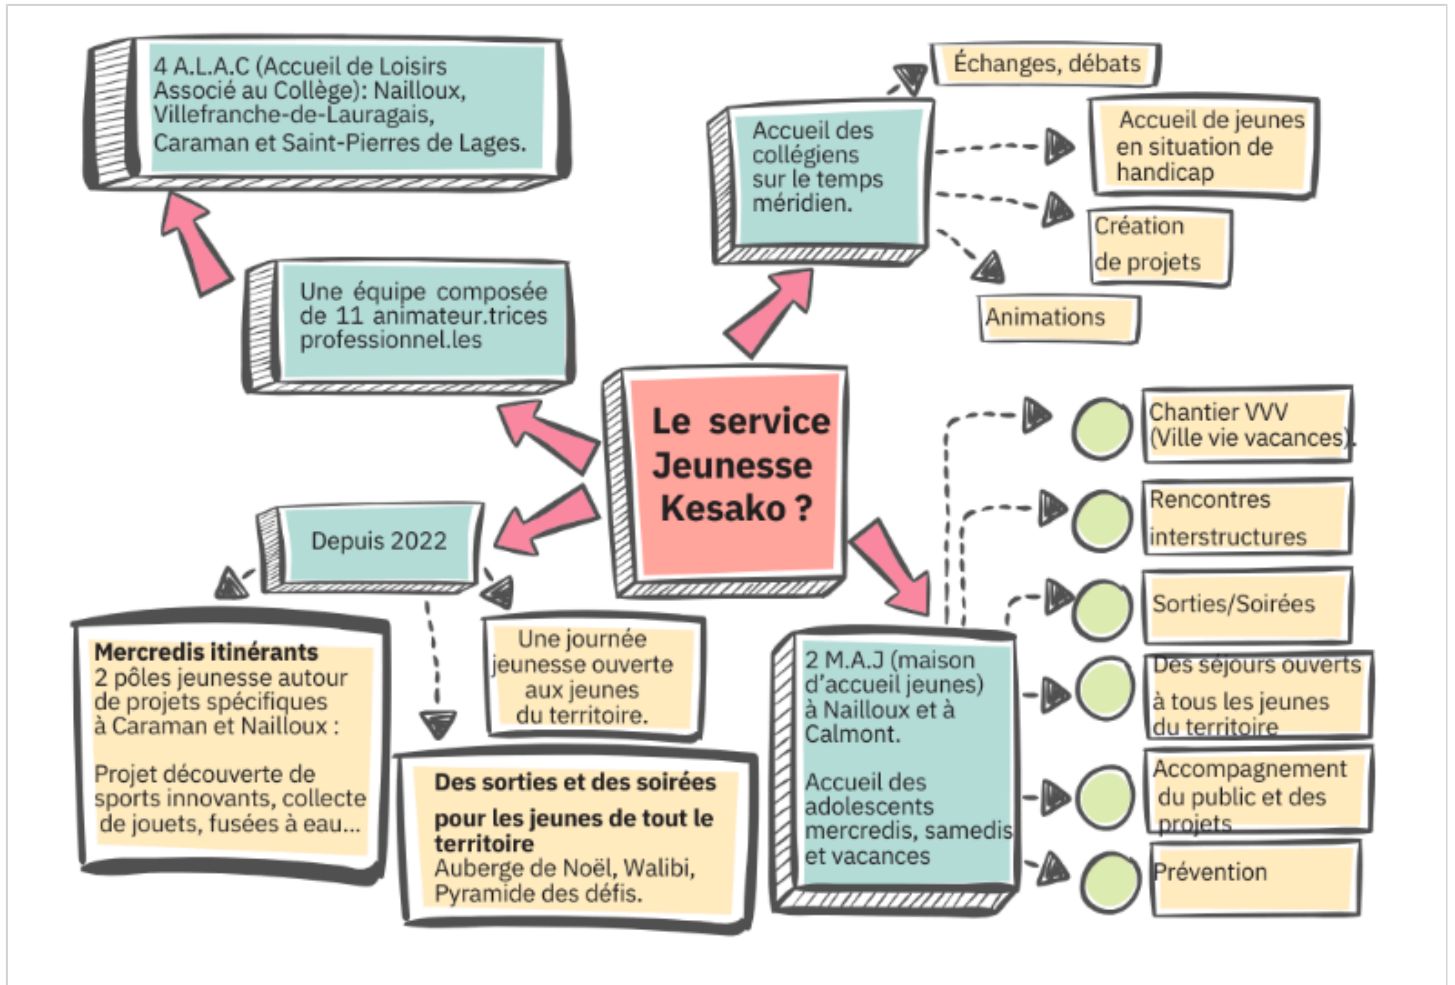 4 A.L.A.C (Accueil de Loisirs
Associé au Collège): Nailloux,
Villefranche-de-Lauragais,
Caraman et Saint-Pierres de Lages.
Une équipe composée
de 11 animateur.trices
professionnel.les
Accueil des
collégiens
sur le temps
méridien.
Échanges, débats
Accueil de jeunes
en situation de
handicap
Création
de projets
Animations
Le service
Jeunesse
Kesako ?
Depuis 2022
Mercredis itinérants
2 pôles jeunesse autour
de projets spécifiques
à Caraman et Nailloux :
Projet découverte de
sports innovants, collecte
de jouets, fusées à eau...
Une journée
jeunesse ouverte
aux jeunes
du territoire.
Des sorties et des soirées
pour les jeunes de tout le
territoire
Auberge de Noël, Walibi,
Pyramide des défis.
2 M.A.J (maison
d'accueil jeunes)
à Nailloux et à
Calmont.
Accueil des
adolescents
mercredis, samedis
et vacances
Chantier VVV
(Ville vie vacances).
Rencontres
interstructures
Sorties/Soirées
Des séjours ouverts
à tous les jeunes
du territoire
Accompagnement
du public et des
projets
Prévention